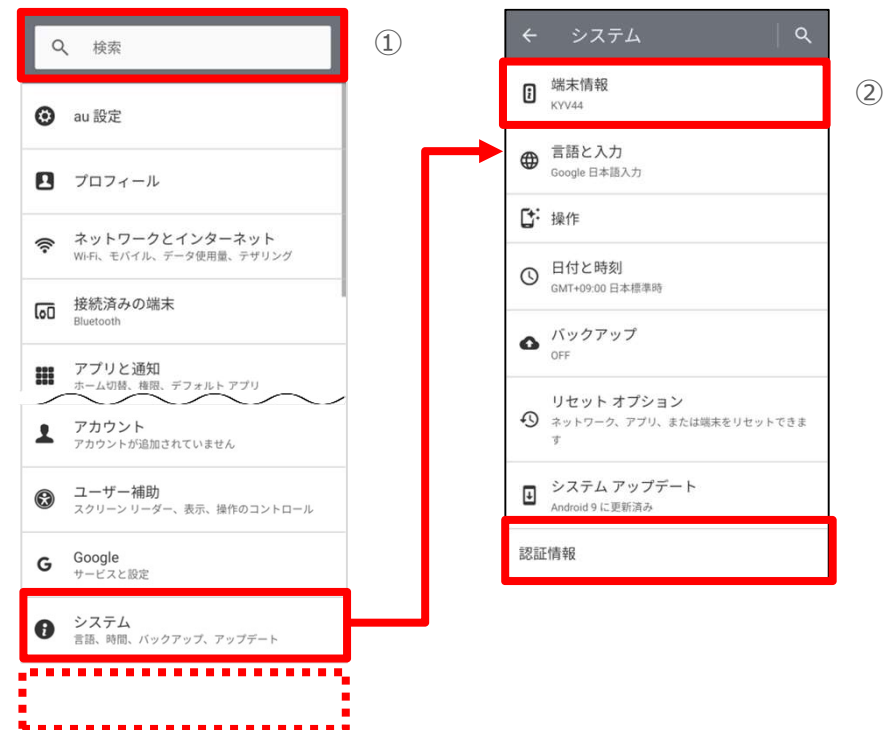 検索
①
au 設定
プロフィール
ネットワークとインターネット
Wi-Fi、モバイル、データ使用量、テザリング
接続済みの端末
Bluetooth
アプリと通知
ホーム切替、権限、デフォルト アプリ
アカウント
アカウントが追加されていません
ユーザー補助
スクリーン リーダー、表示、操作のコントロール
Google
サービスと設定
システム
言語、時間、バックアップ、アップデート
システム
端末情報
KYV44
②
言語と入力
Google 日本語入力
操作
日付と時刻
GMT+09:00 日本標準時
バックアップ
OFF
リセット オプション
ネットワーク、アプリ、または端末をリセットできま
す
システム アップデート
Android 9 に更新済み
認証情報